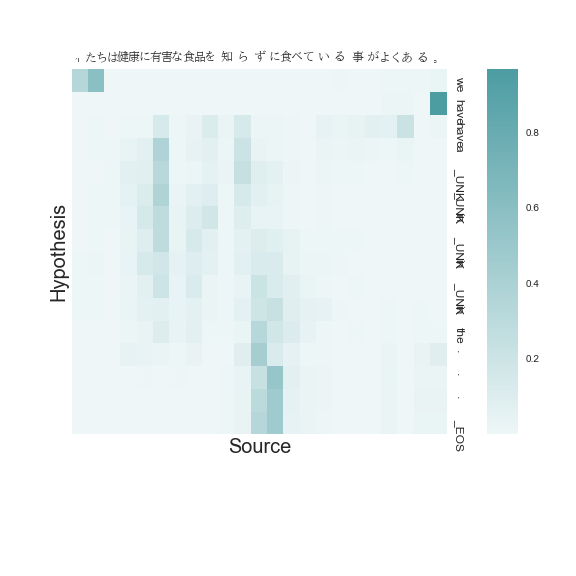 たちは健康に有害な食品を 知 ら ず に食べて い る 事 がよくあ る 。
we
have
have
a
_UNK
_UNK
_UNK
_UNK
the
.
.
.
_EOS
0.8
0.6
0.4
0.2
Hypothesis
Source